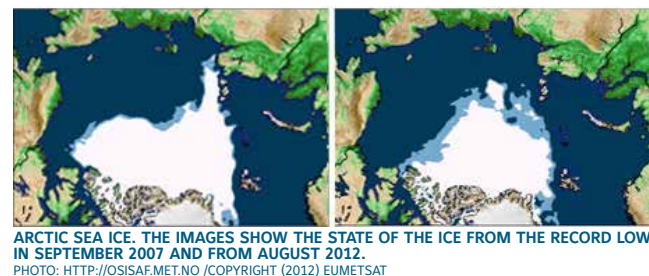 ARCTIC SEA ICE. THE IMAGES SHOW THE STATE OF THE ICE FROM THE RECORD LOW
IN SEPTEMBER 2007 AND FROM AUGUST 2012.
PHOTO: HTTP://OSISAF.MET.NO /COPYRIGHT (2012) EUMETSAT